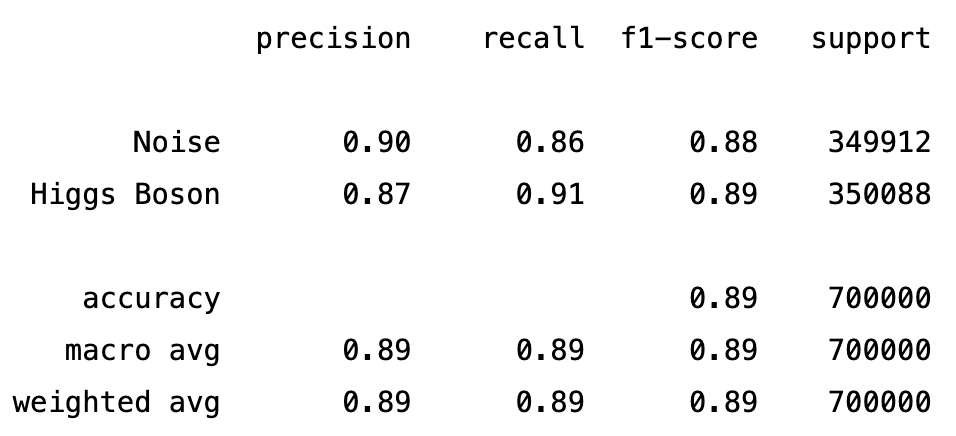 precision recall f1-score support
Noise 0.90 0.86 0.88 349912
Higgs Boson 0.87 0.91 0.89 350088
accuracy 0.89 700000
macro avg 0.89 0.89 0.89 700000
weighted avg 0.89 0.89 0.89 700000